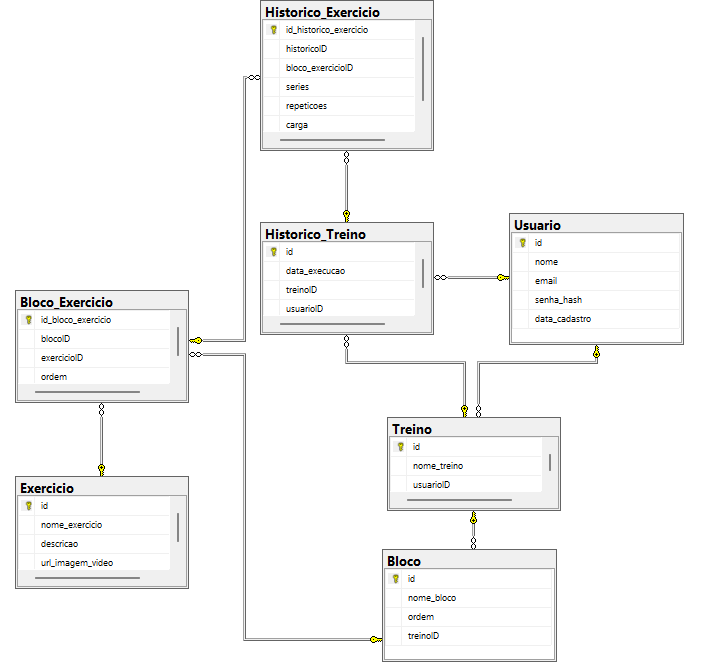 Historico_Exercicio
id_historico_exercicio
historicoID
bloco_exercicioID
series
repeticoes
carga
Historico_Treino
id
data_execucao
treinoID
usuarioID
Usuario
id
nome
email
senha_hash
data_cadastro
Bloco_Exercicio
id_bloco_exercicio
blocoID
exercicioID
ordem
Treino
id
nome_treino
usuarioID
Exercicio
id
nome_exercicio
descricao
url_imagem_video
Bloco
id
nome_bloco
ordem
treinoID